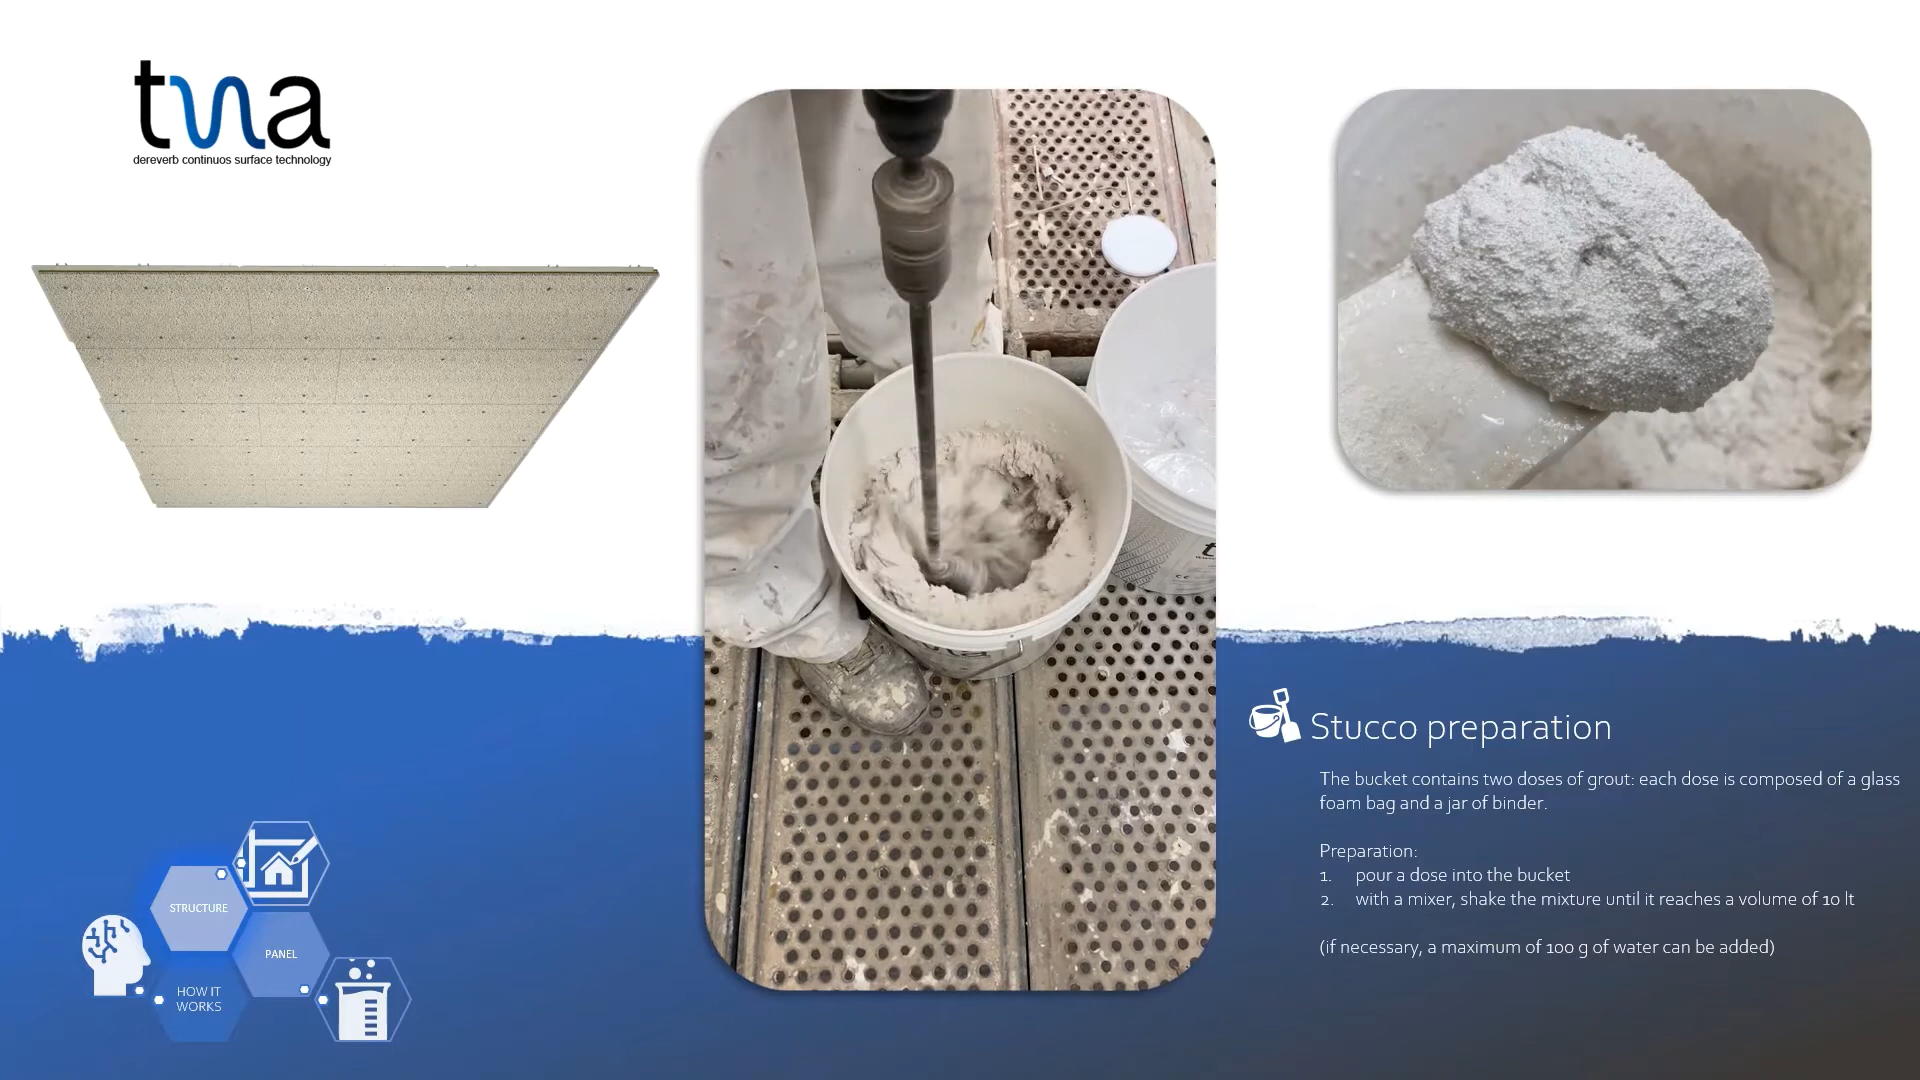 tma
dereverb continuos surface technology
Stucco preparation
The bucket contains two doses of grout: each dose is composed of a glass
foam bag and a jar of binder.
Preparation:
1. pour a dose into the bucket
2. with a mixer, shake the mixture until it reaches a volume of 10 lt
(if necessary, a maximum of 100 g of water can be added)
STRUCTURE
PANEL
HOW IT
WORKS